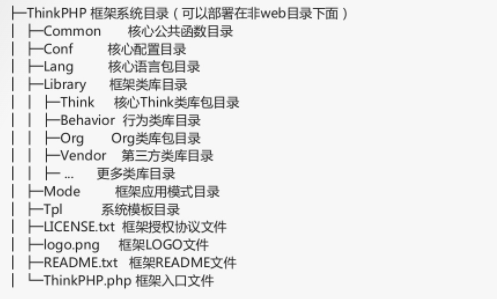 ├─ThinkPHP 框架系统目录（可以部署在非web目录下面）
│  ├─Common       核心公共函数目录
│  ├─Conf         核心配置目录
│  ├─Lang         核心语言包目录
│  ├─Library      框架类库目录
│  │  ├─Think     核心Think类库包目录
│  │  ├─Behavior  行为类库目录
│  │  ├─Org       Org类库包目录
│  │  ├─Vendor    第三方类库目录
│  │  ├─ ...      更多类库目录
│  ├─Mode         框架应用模式目录
│  ├─Tpl          系统模板目录
│  ├─LICENSE.txt  框架授权协议文件
│  ├─logo.png     框架LOGO文件
│  ├─README.txt   框架README文件
│  └─ThinkPHP.php 框架入口文件